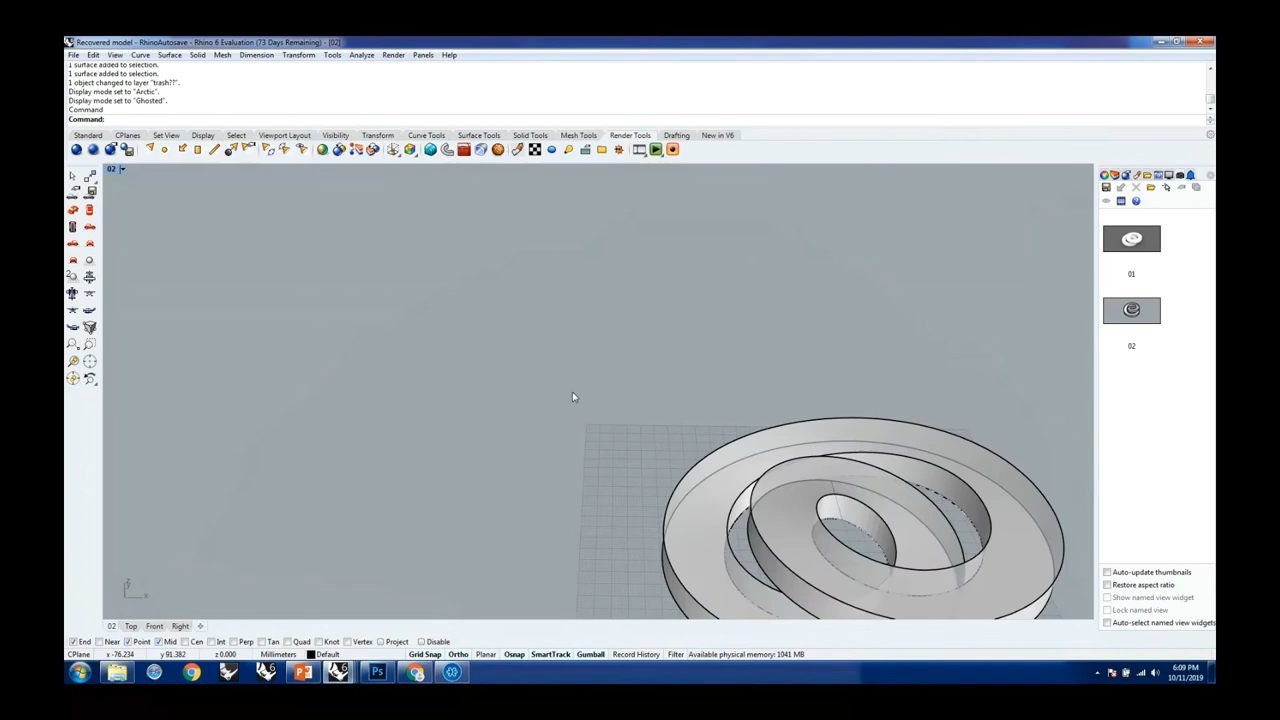 Recovered model - RhinoAutosave - Rhino 6 Evaluation (73 Days Remaining) - [02]
File Edit View Curve Surface Solid Mesh Dimension Transform Tools Analyze Render Panels Help
1 surface added to selection.
1 surface added to selection.
1 object changed to layer "trash??".
Display mode set to "Arctic".
Display mode set to "Ghosted".
Command
Command:
Standard CPlanes Set View Display Select Viewport Layout Visibility Transform Curve Tools Surface Tools Solid Tools Mesh Tools Render Tools Drafting New in V6
02
01
02
Auto-update thumbnails
Restore aspect ratio
Show named view widget
Lock named view
Auto-select named view widgets
y
x
02 Top Front Right
End Near Point Mid Cen Int Perp Tan Quad Knot Vertex Project Disable
CPlane x -76.234 y 91.382 z 0.000 Millimeters Default Grid Snap Ortho Planar Osnap SmartTrack Gumball Record History Filter Available physical memory: 1041 MB
6:09 PM
10/11/2019